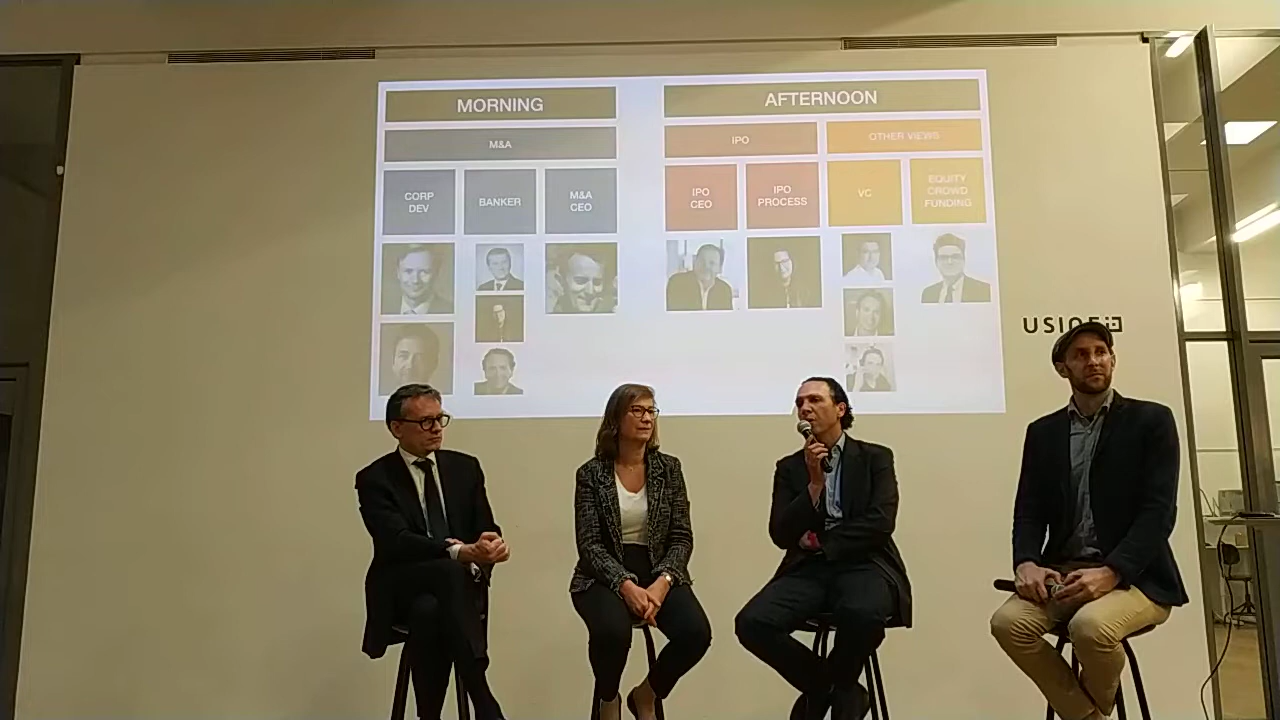 MORNING
AFTERNOON
M&A
IPO
OTHER VIEWS
CORP
DEV
BANKER
M&A
CEO
IPO
CEO
IPO
PROCESS
VC
EQUITY
CROWD
FUNDING